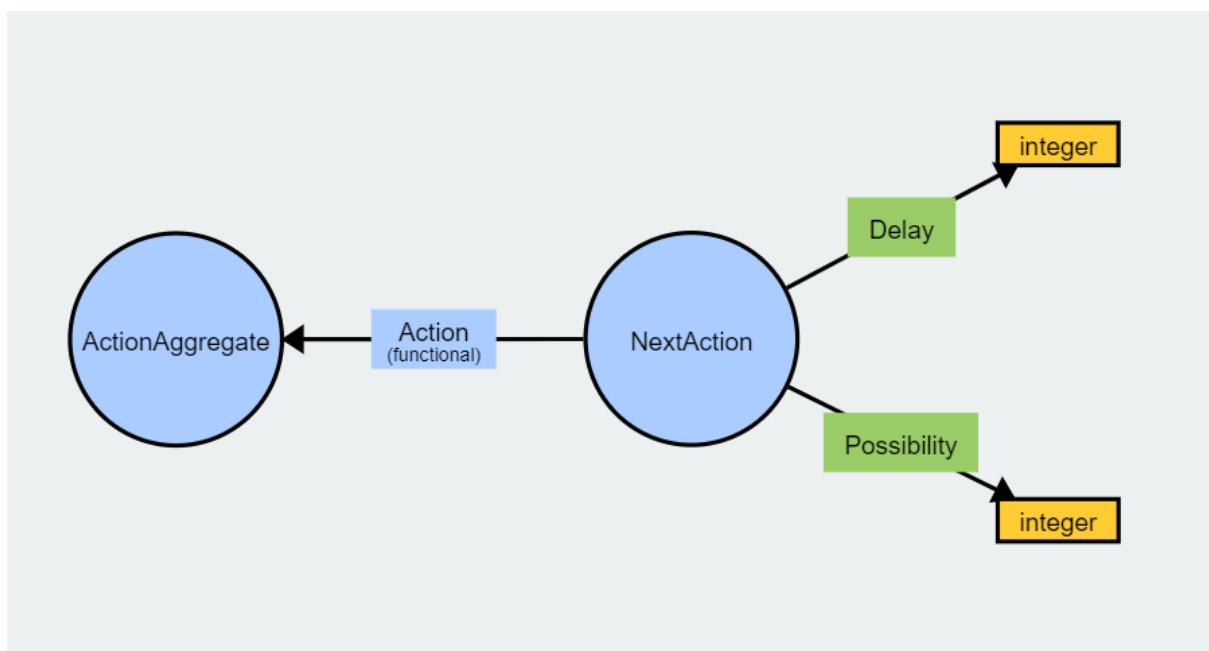 integer
Delay
Action
(functional)
ActionAggregate
NextAction
Possibility
integer